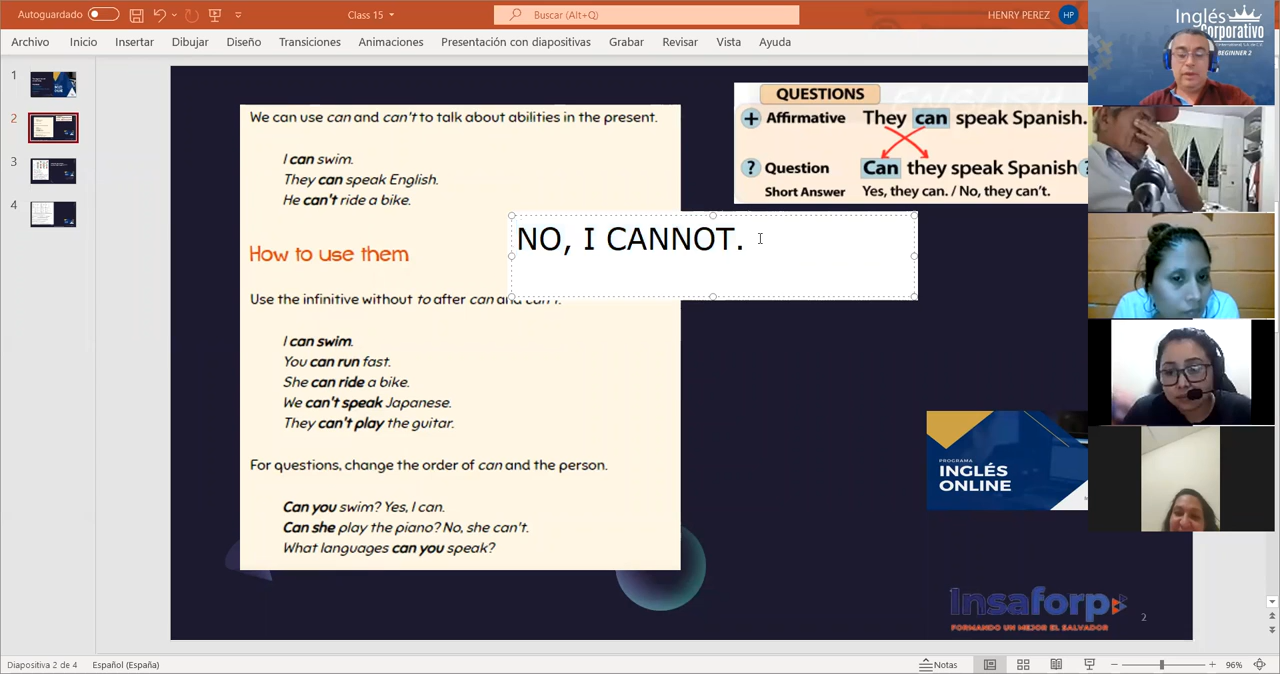 Autoguardado
Class 15
Buscar (Alt+Q)
HENRY PEREZ
HP
Archivo
Inicio
Insertar
Dibujar
Diseño
Transiciones
Animaciones
Presentación con diapositivas
Grabar
Revisar
Vista
Ayuda
Inglés
Corporativo
BEGINNER 2
1
2
3
4
We can use can and can't to talk about abilities in the present.
I can swim.
They can speak English.
He can't ride a bike.
How to use them
Use the infinitive without to after can and can't.
I can swim.
You can run fast.
She can ride a bike.
We can't speak Japanese.
They can't play the guitar.
For questions, change the order of can and the person.
Can you swim? Yes, I can.
Can she play the piano? No, she can't.
What languages can you speak?
QUESTIONS
+ Affirmative They can speak Spanish.
? Question Can they speak Spanish?
Short Answer Yes, they can. / No, they can't.
NO, I CANNOT.
PROGRAMA
INGLÉS
ONLINE
Insaforp
FORMANDO UN MEJOR EL SALVADOR
2
Diapositiva 2 de 4
Español (España)
Notas
96%